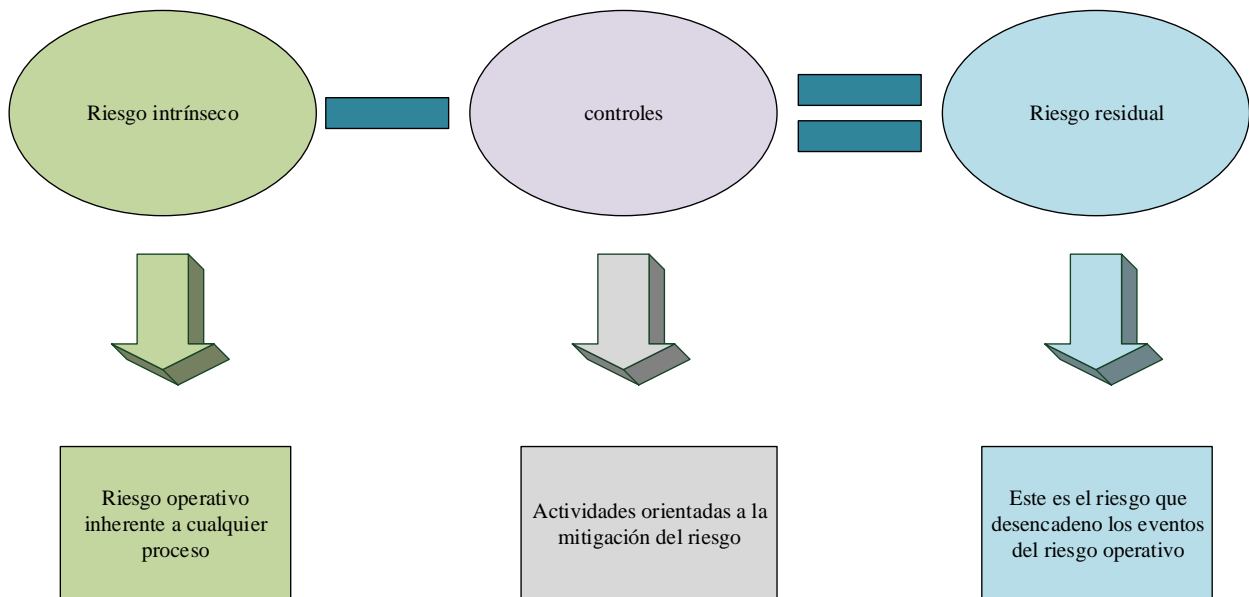 Riesgo intrínseco
controles
Riesgo residual
Riesgo operativo
inherente a cualquier
proceso
Actividades orientadas a la
mitigación del riesgo
Este es el riesgo que
desencadeno los eventos
del riesgo operativo